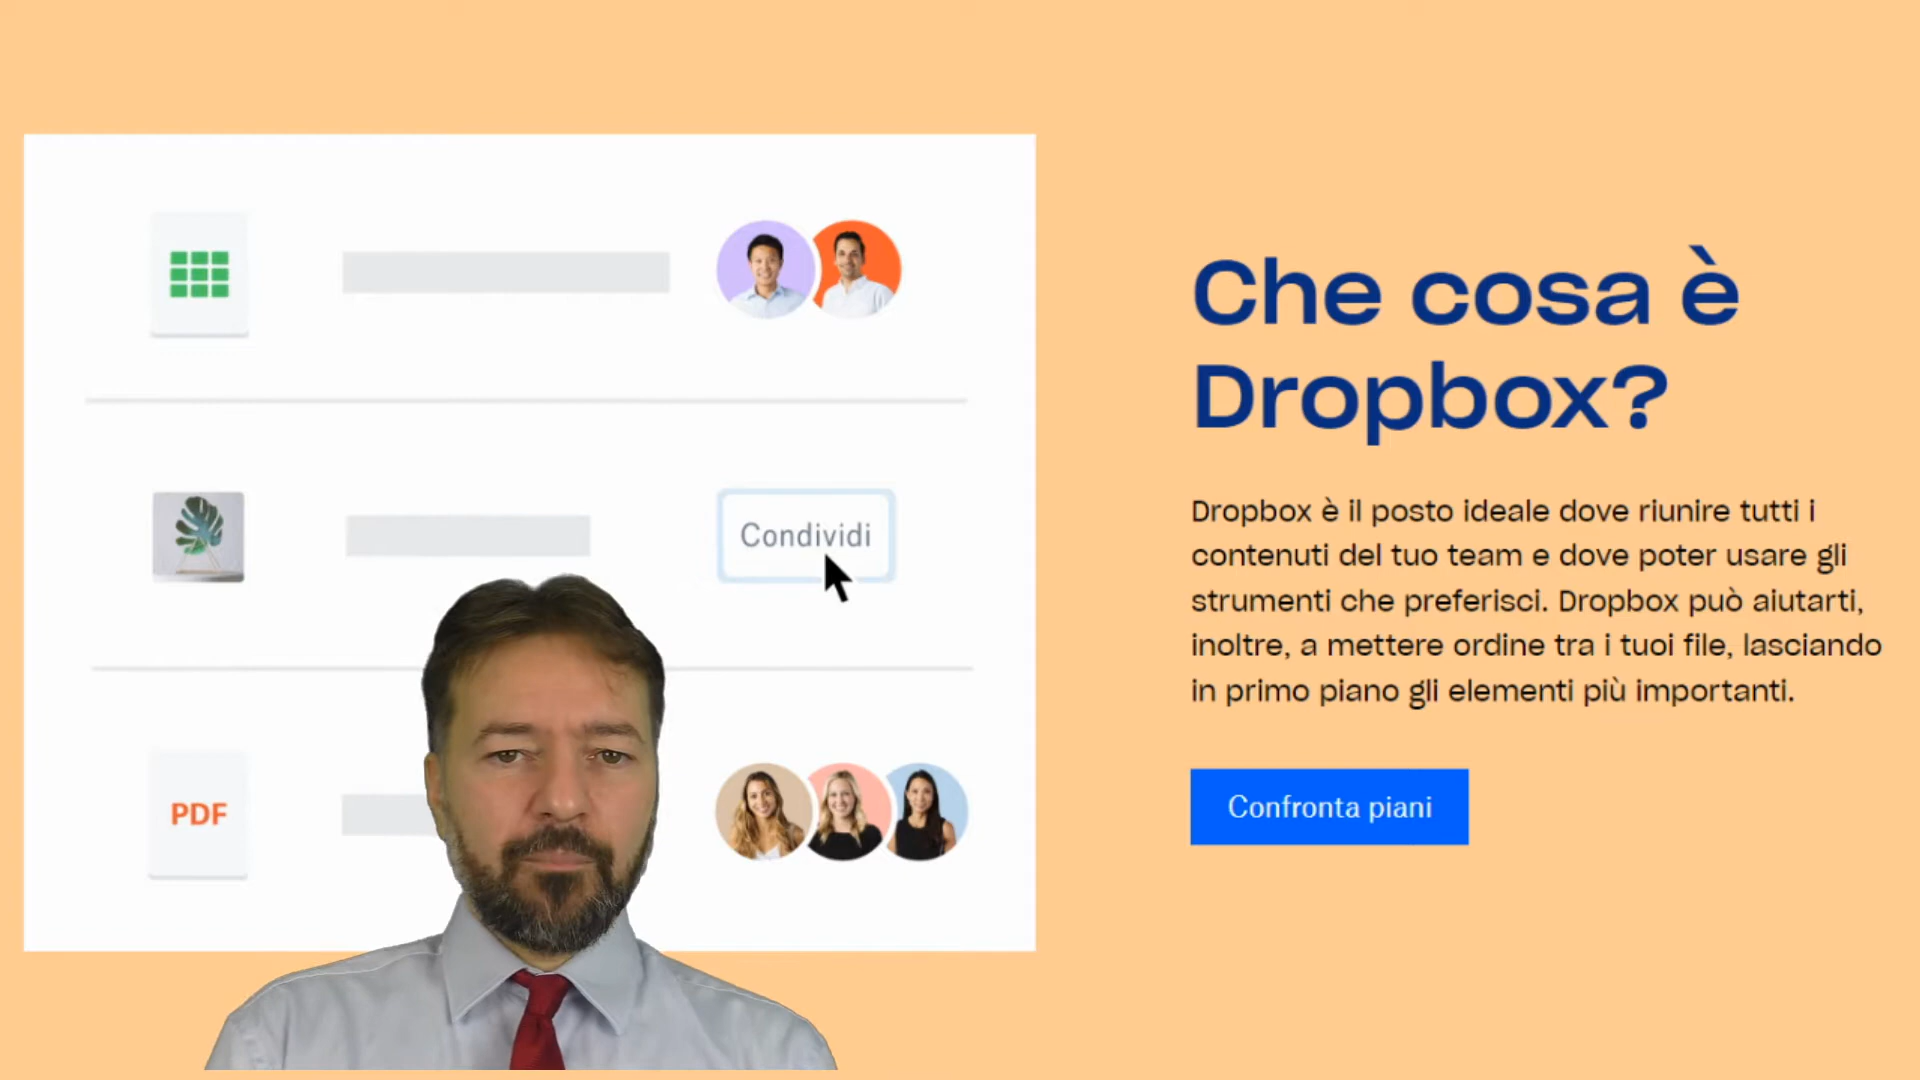 Che cosa è
Dropbox?
Condividi
Dropbox è il posto ideale dove riunire tutti i
contenuti del tuo team e dove poter usare gli
strumenti che preferisci. Dropbox può aiutarti,
inoltre, a mettere ordine tra i tuoi file, lasciando
in primo piano gli elementi più importanti.
PDF
Confronta piani